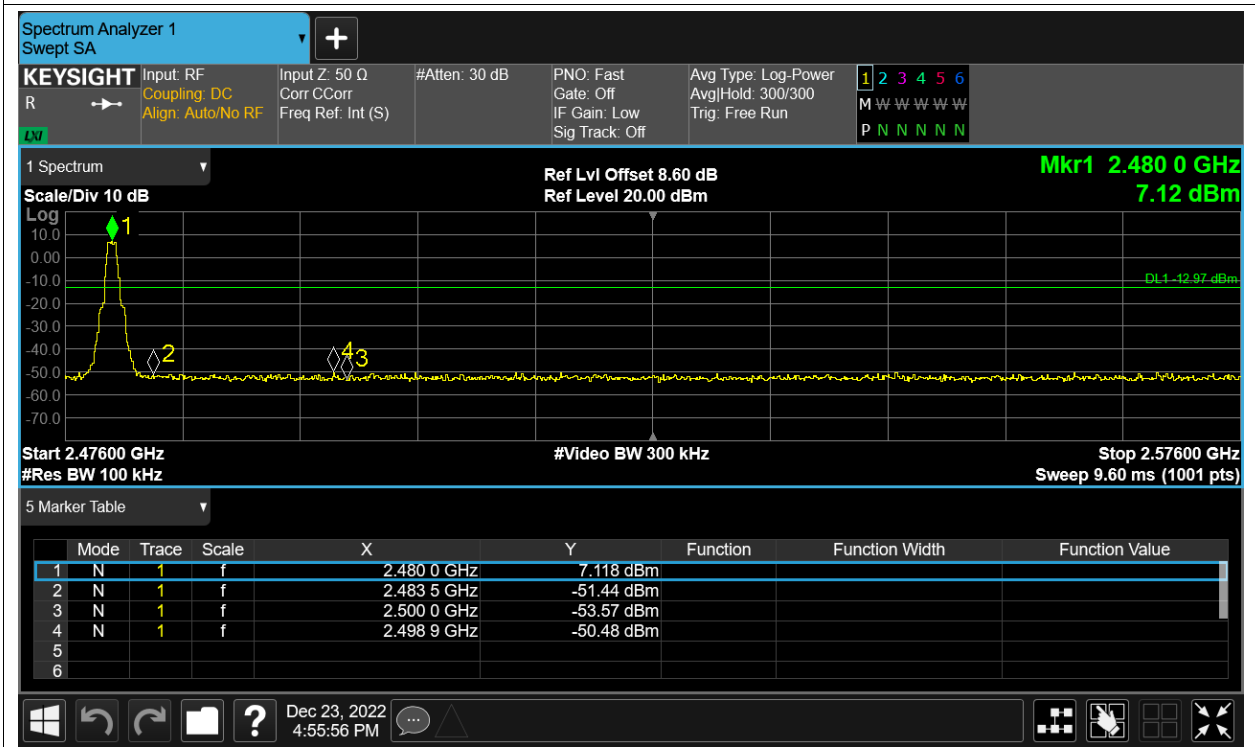 Spectrum Analyzer 1
Swept SA
KEYSIGHT
R
LXI
Input: RF
Coupling: DC
Align: Auto/No RF
Input Z: 50 Ω
Corr CCorr
Freq Ref: Int (S)
#Atten: 30 dB
PNO: Fast
Gate: Off
IF Gain: Low
Sig Track: Off
Avg Type: Log-Power
Avg|Hold: 300/300
Trig: Free Run
1 2 3 4 5 6
M W W W W W
P N N N N N
1 Spectrum
Scale/Div 10 dB
Ref Lvl Offset 8.60 dB
Ref Level 20.00 dBm
Mkr1 2.480 0 GHz
7.12 dBm
Log
10.0
0.00
-10.0
-20.0
-30.0
-40.0
-50.0
-60.0
-70.0
1
2
4
3
DL1 -12.97 dBm
Start 2.47600 GHz
#Video BW 300 kHz
Stop 2.57600 GHz
#Res BW 100 kHz
Sweep 9.60 ms (1001 pts)
5 Marker Table
Mode Trace Scale X Y Function Function Width Function Value
1 N 1 f 2.480 0 GHz 7.118 dBm
2 N 1 f 2.483 5 GHz -51.44 dBm
3 N 1 f 2.500 0 GHz -53.57 dBm
4 N 1 f 2.498 9 GHz -50.48 dBm
5
6
?
Dec 23, 2022
4:55:56 PM